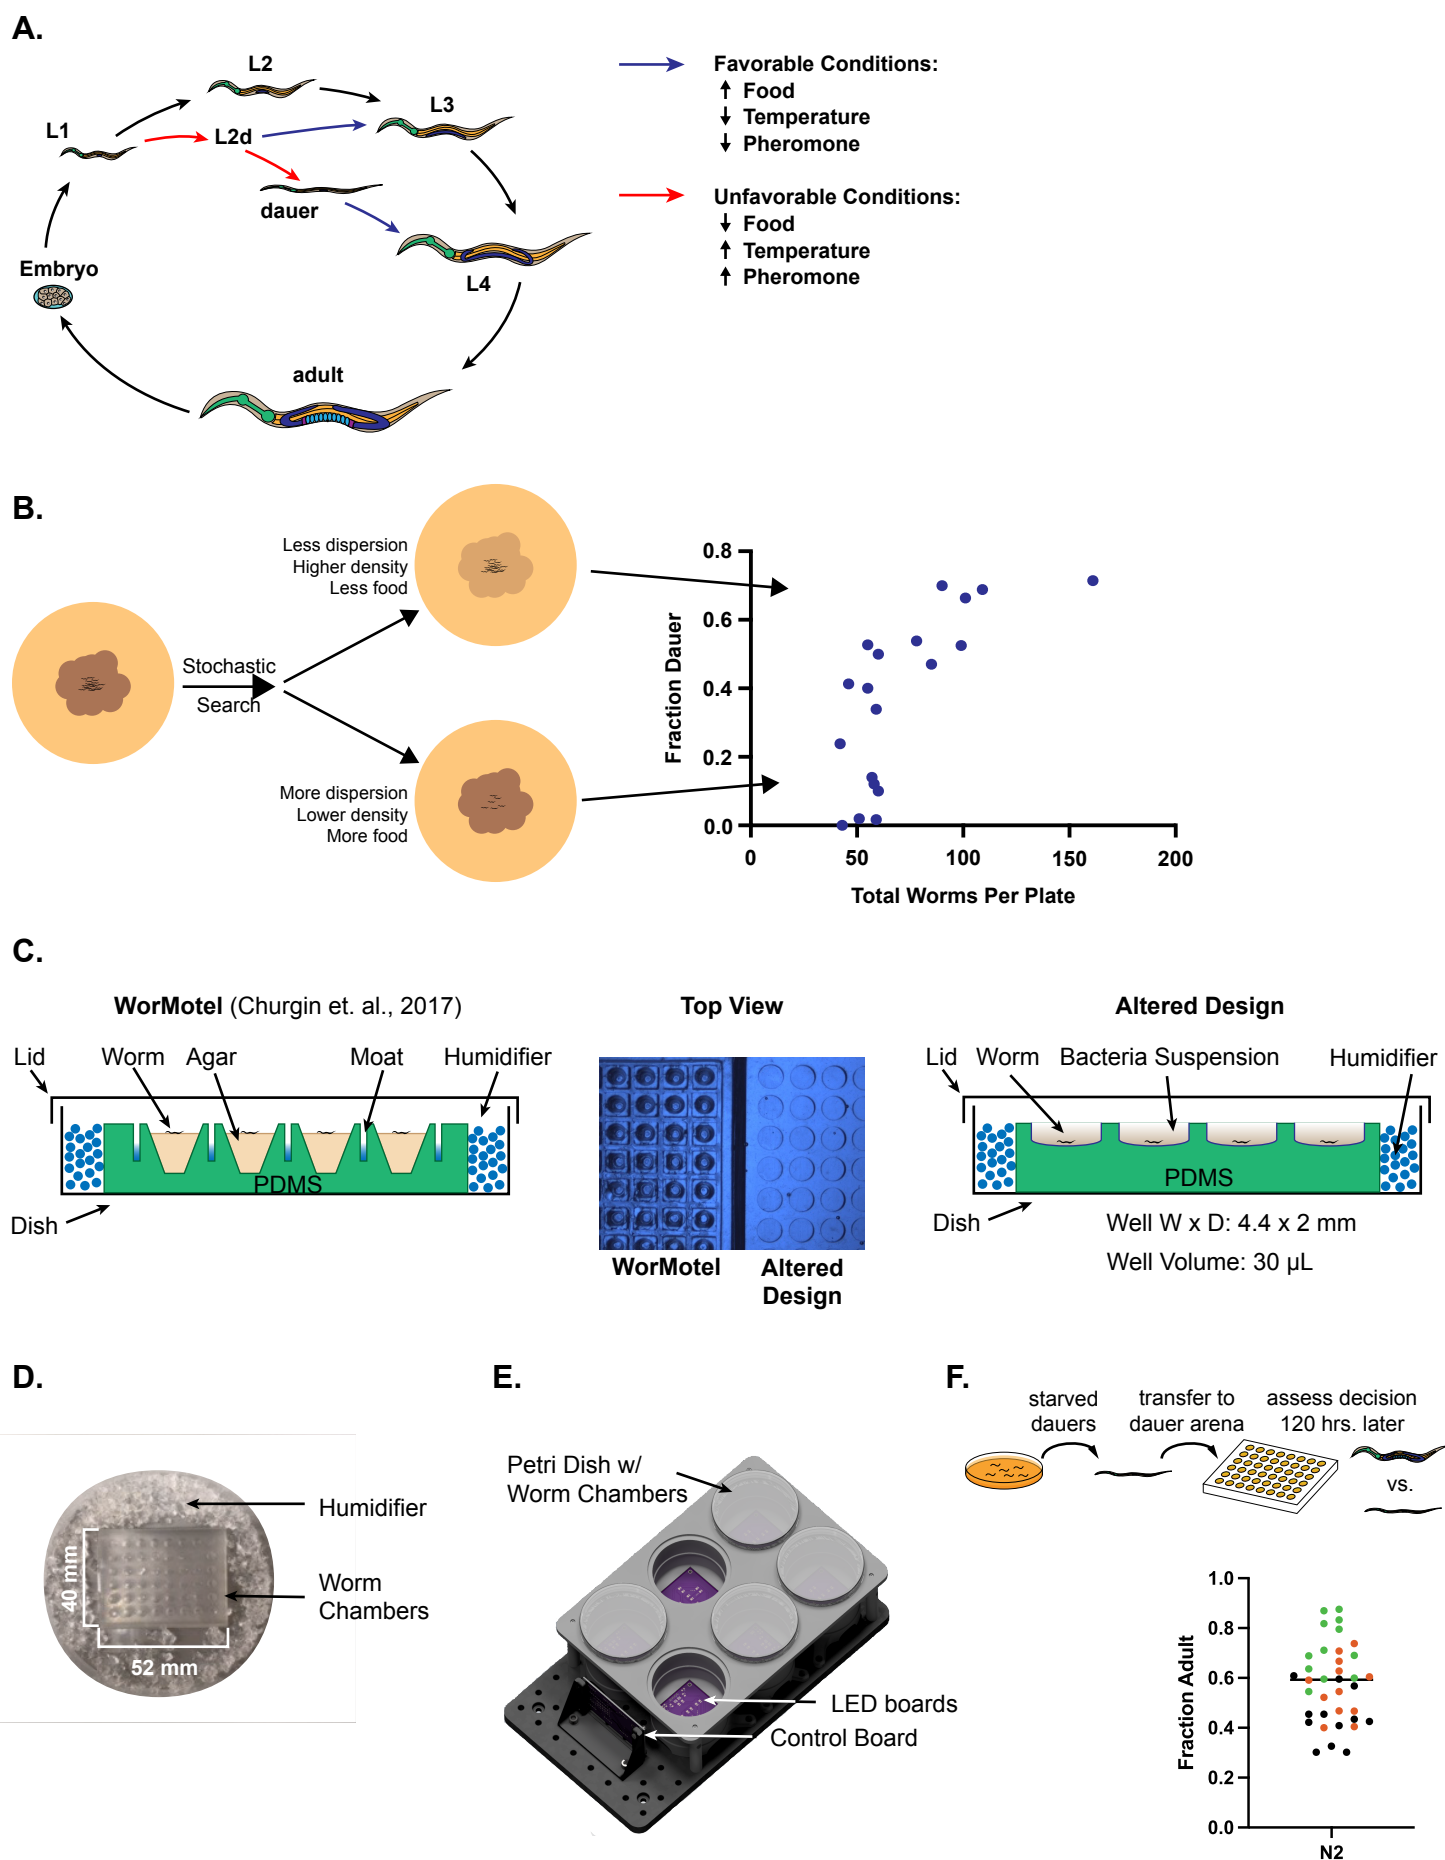 A.
L2
L3
L1
L2d
dauer
Embryo
L4
adult
Favorable Conditions:
↑ Food
↓ Temperature
↓ Pheromone
Unfavorable Conditions:
↓ Food
↑ Temperature
↑ Pheromone
B.
Stochastic
Search
Less dispersion
Higher density
Less food
More dispersion
Lower density
More food
Fraction Dauer
0.8
0.6
0.4
0.2
0.0
0 50 100 150 200
Total Worms Per Plate
C.
WorMotel (Churgin et. al., 2017)
Lid Worm Agar Moat Humidifier
PDMS
Dish
Top View
WorMotel
Altered
Design
Altered Design
Lid Worm Bacteria Suspension Humidifier
PDMS
Dish
Well W x D: 4.4 x 2 mm
Well Volume: 30 µL
D.
Humidifier
Worm
Chambers
40 mm
52 mm
E.
Petri Dish w/
Worm Chambers
LED boards
Control Board
F.
starved
dauers
transfer to
dauer arena
assess decision
120 hrs. later
vs.
Fraction Adult
1.0
0.8
0.6
0.4
0.2
0.0
N2